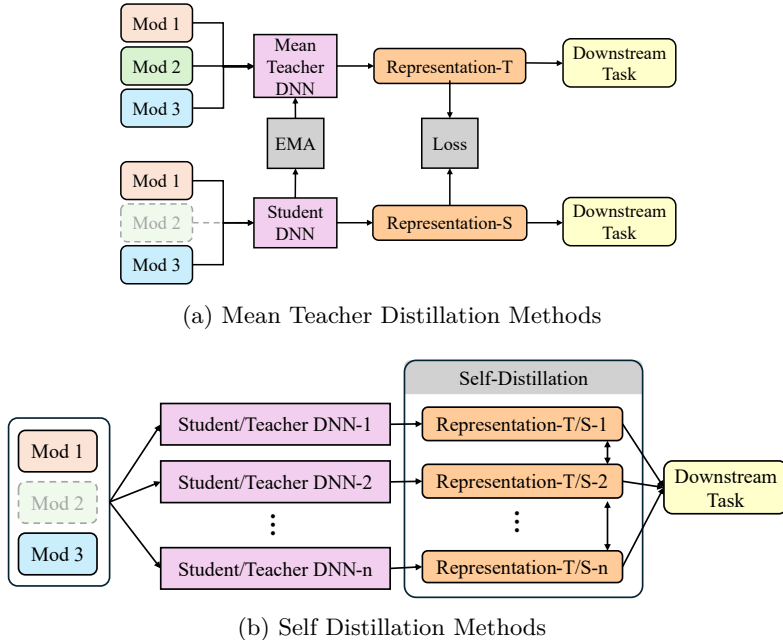 Mod 1
Mod 2
Mod 3
Mean
Teacher
DNN
Representation-T
Downstream
Task
EMA
Loss
Mod 1
Mod 2
Mod 3
Student
DNN
Representation-S
Downstream
Task
(a) Mean Teacher Distillation Methods
Self-Distillation
Mod 1
Mod 2
Mod 3
Student/Teacher DNN-1
Representation-T/S-1
Student/Teacher DNN-2
Representation-T/S-2
Student/Teacher DNN-n
Representation-T/S-n
Downstream
Task
(b) Self Distillation Methods